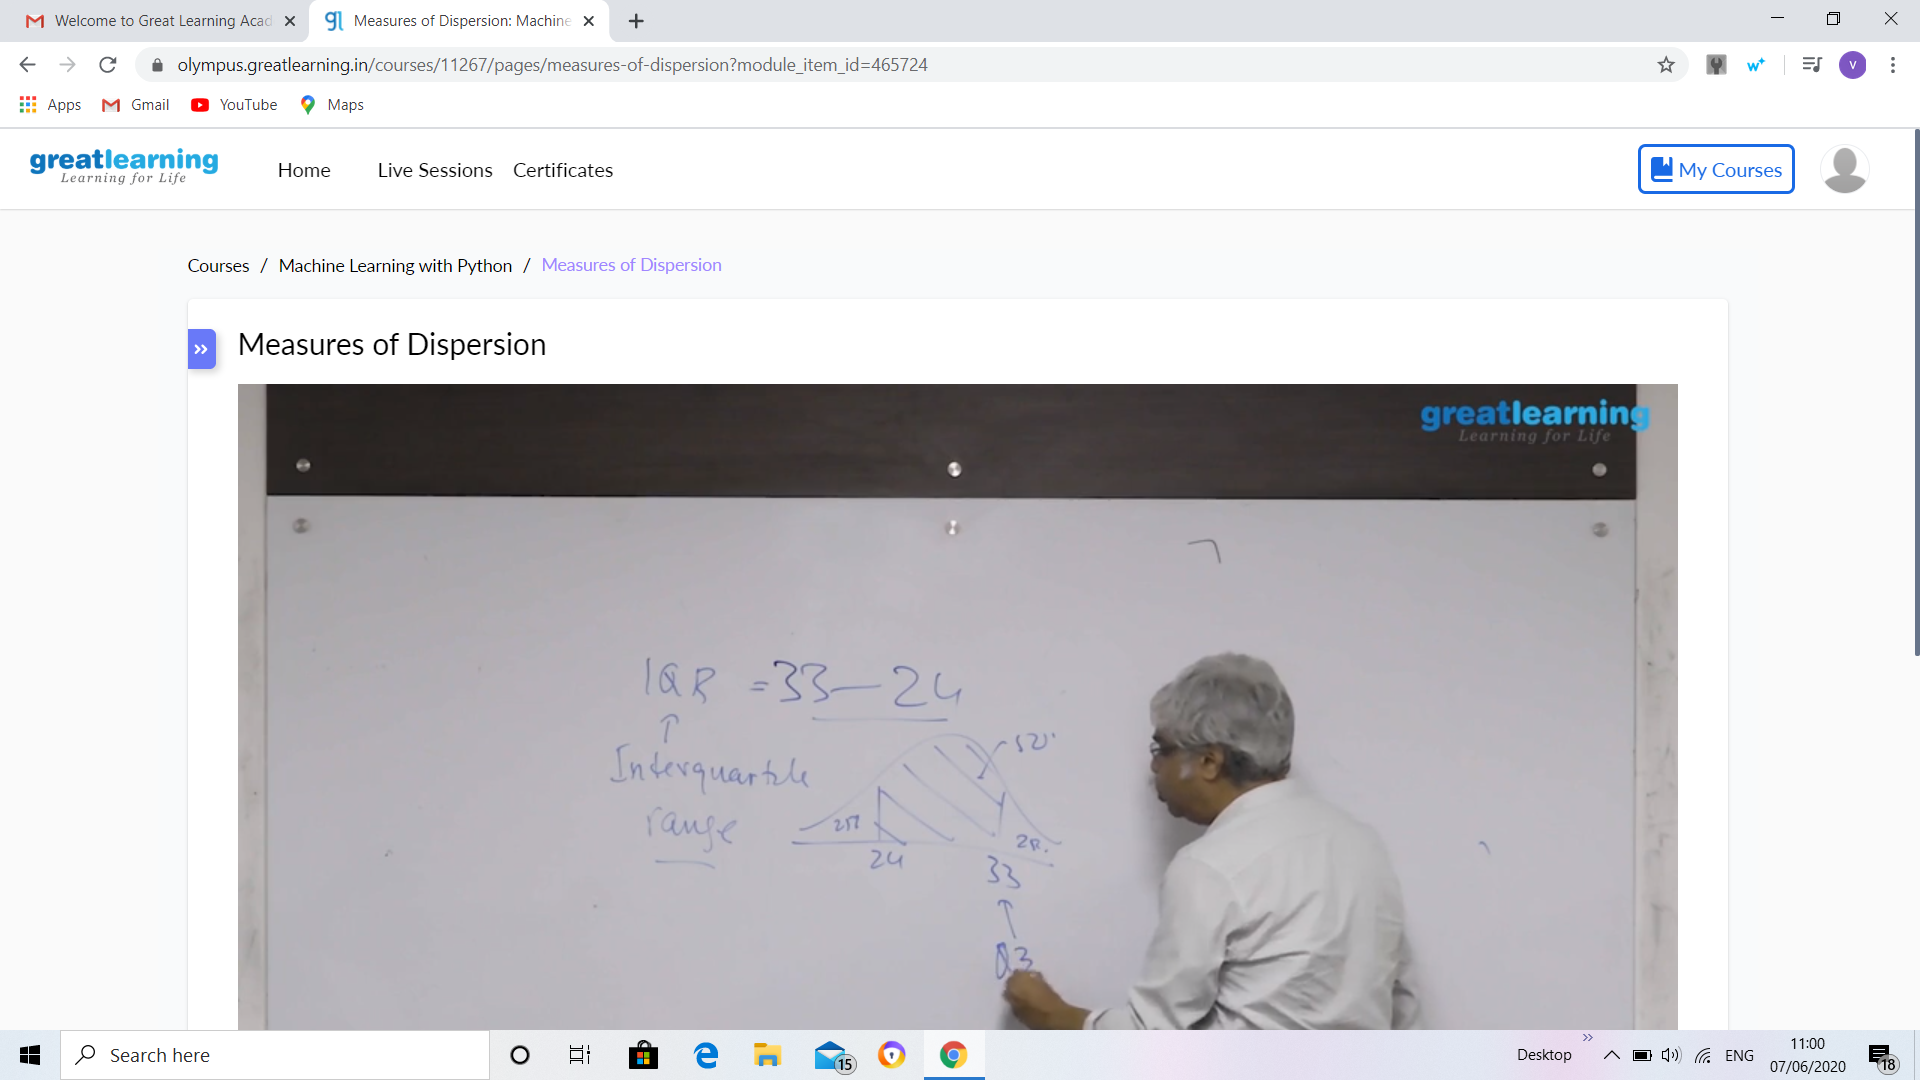 Welcome to Great Learning Acad
Measures of Dispersion: Machine
olympus.greatlearning.in/courses/11267/pages/measures-of-dispersion?module_item_id=465724
w+
V
Apps
Gmail
YouTube
Maps
greatlearning
Learning for Life
Home
Live Sessions
Certificates
My Courses
Courses / Machine Learning with Python / Measures of Dispersion
Measures of Dispersion
greatlearning
Learning for Life
IQR = 33 — 24
Interquartile
range
24
33
Q3
Search here
15
Desktop
ENG
11:00
07/06/2020
18